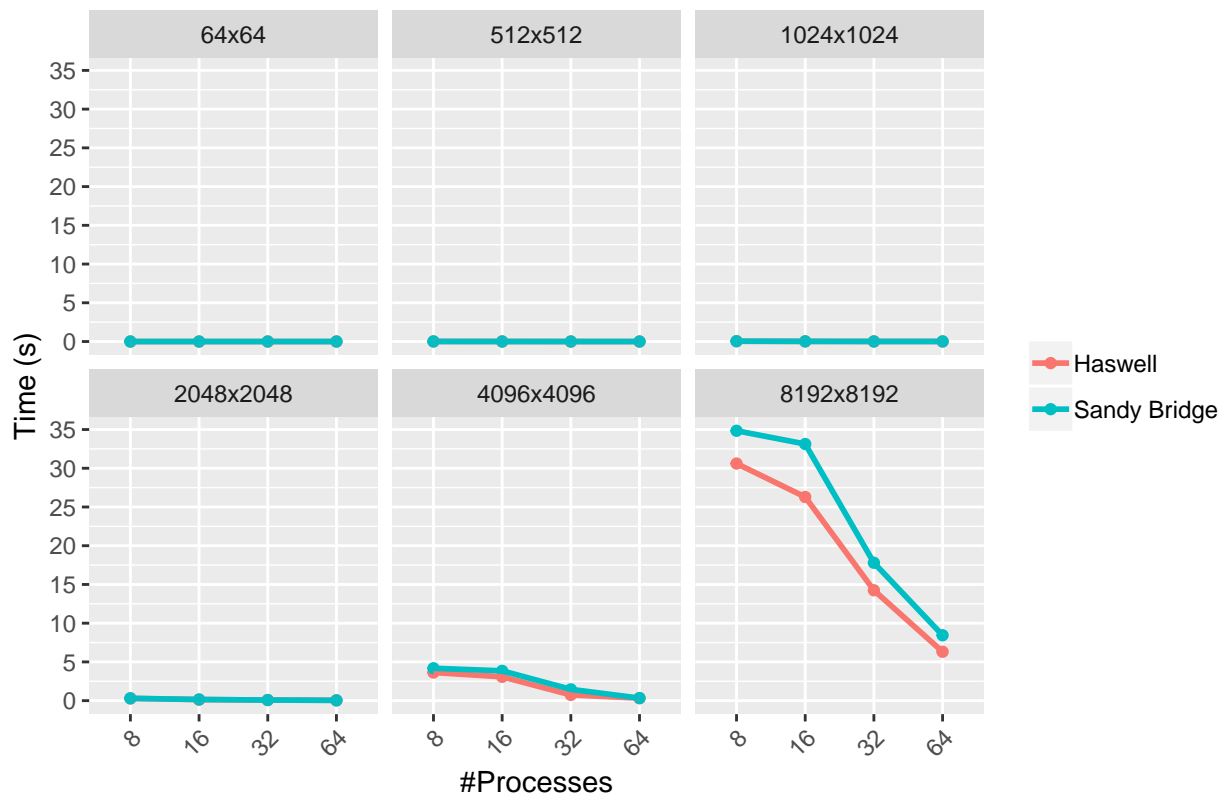 64x64
512x512
1024x1024
35
30
25
20
15
10
5
0
2048x2048
4096x4096
8192x8192
35
30
25
20
15
10
5
0
8
16
32
64
8
16
32
64
8
16
32
64
Time (s)
#Processes
Haswell
Sandy Bridge